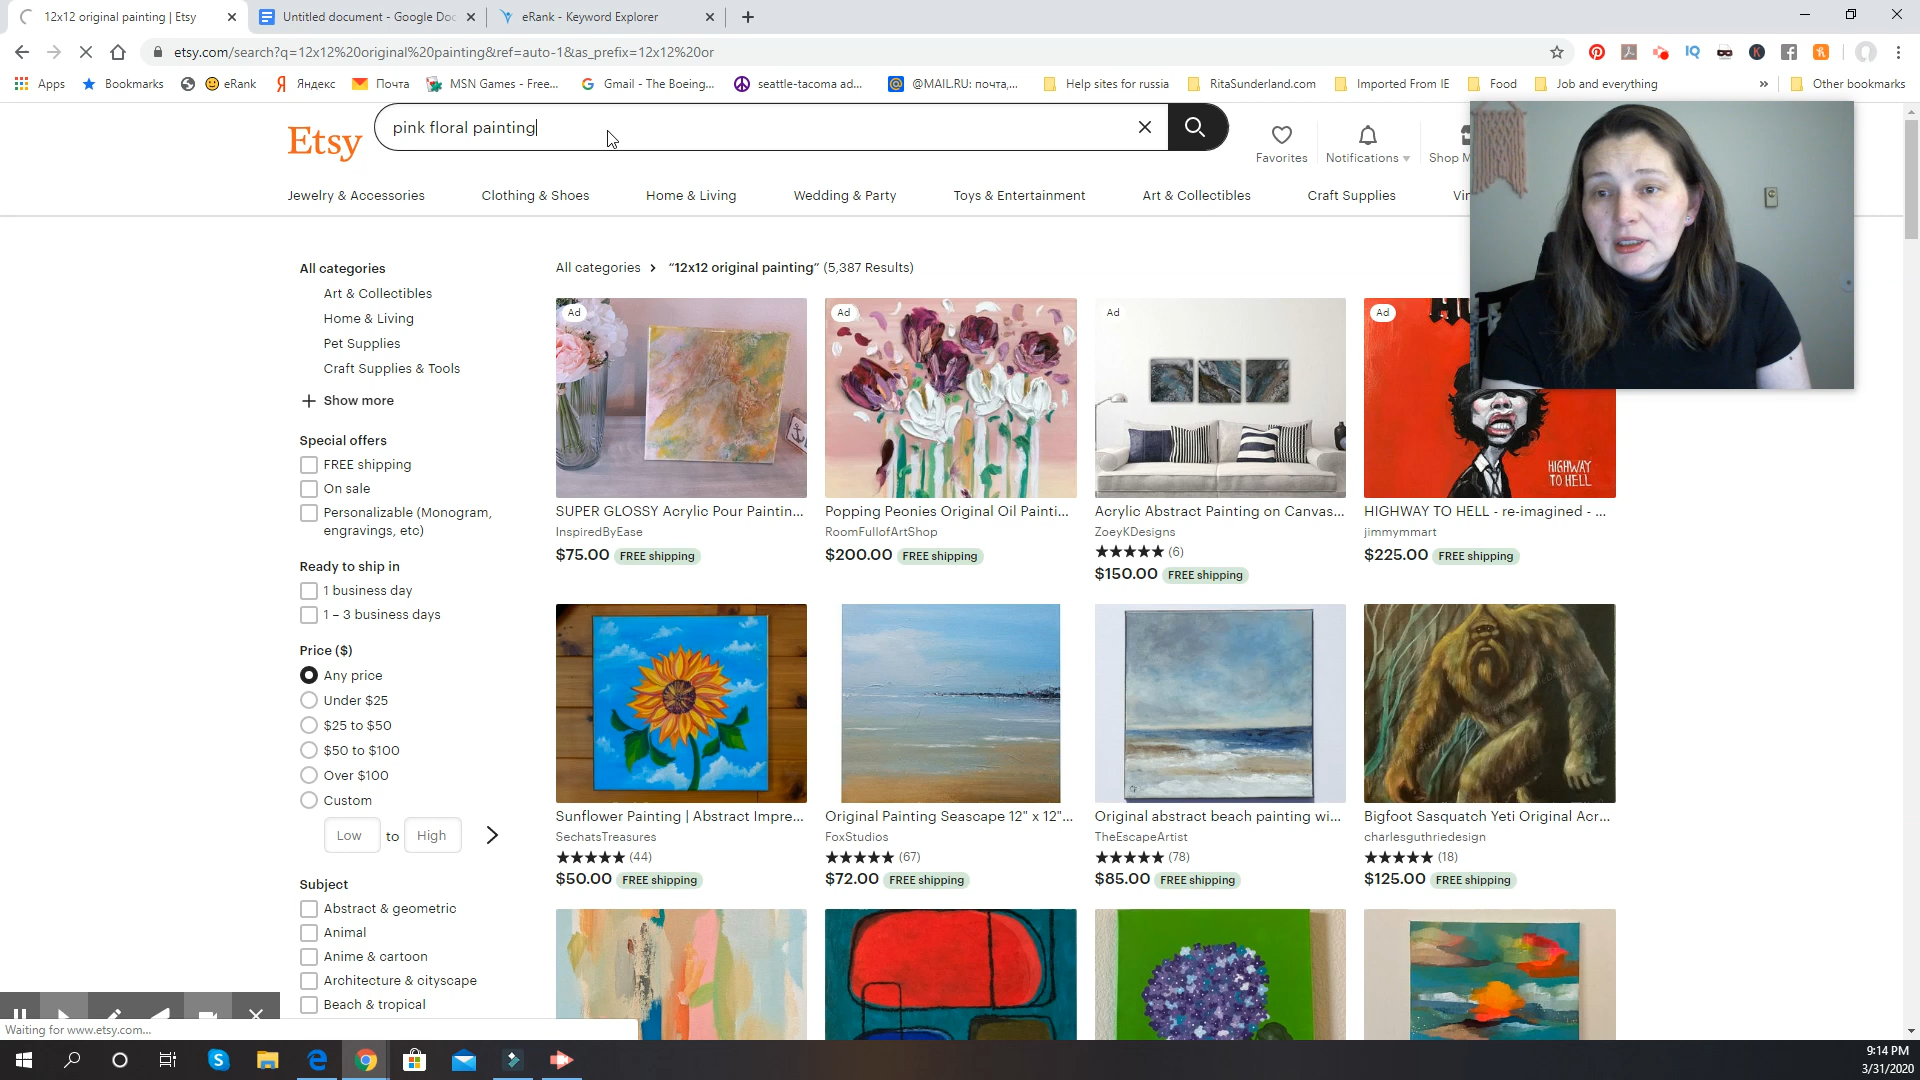 12x12 original painting | Etsy
Untitled document - Google Doc
eRank - Keyword Explorer
etsy.com/search?q=12x12%20original%20painting&ref=auto-1&as_prefix=12x12%20or
Apps
Bookmarks
eRank
Яндекс
Почта
MSN Games - Free...
Gmail - The Boeing...
seattle-tacoma ad...
@MAIL.RU: почта,...
Help sites for russia
RitaSunderland.com
Imported From IE
Food
Job and everything
»
Other bookmarks
Etsy
pink floral painting
Favorites
Notifications
Shop M
Jewelry & Accessories
Clothing & Shoes
Home & Living
Wedding & Party
Toys & Entertainment
Art & Collectibles
Craft Supplies
Vin
All categories
Art & Collectibles
Home & Living
Pet Supplies
Craft Supplies & Tools
+ Show more
Special offers
FREE shipping
On sale
Personalizable (Monogram,
engravings, etc)
Ready to ship in
1 business day
1 – 3 business days
Price ($)
Any price
Under $25
$25 to $50
$50 to $100
Over $100
Custom
Low to High
Subject
Abstract & geometric
Animal
Anime & cartoon
Architecture & cityscape
Beach & tropical
All categories > "12x12 original painting" (5,387 Results)
Ad
SUPER GLOSSY Acrylic Pour Paintin...
InspiredByEase
$75.00 FREE shipping
Ad
Popping Peonies Original Oil Painti...
RoomFullofArtShop
$200.00 FREE shipping
Ad
Acrylic Abstract Painting on Canvas...
ZoeyKDesigns
★★★★★ (6)
$150.00 FREE shipping
Ad
HIGHWAY
TO HELL
HIGHWAY TO HELL - re-imagined - ...
jimmymmart
$225.00 FREE shipping
Sunflower Painting | Abstract Impre...
SechatsTreasures
★★★★★ (44)
$50.00 FREE shipping
Original Painting Seascape 12" x 12"...
FoxStudios
★★★★★ (67)
$72.00 FREE shipping
Original abstract beach painting wi...
TheEscapeArtist
★★★★★ (78)
$85.00 FREE shipping
Bigfoot Sasquatch Yeti Original Acr...
charlesguthriedesign
★★★★★ (18)
$125.00 FREE shipping
Waiting for www.etsy.com...
9:14 PM
3/31/2020